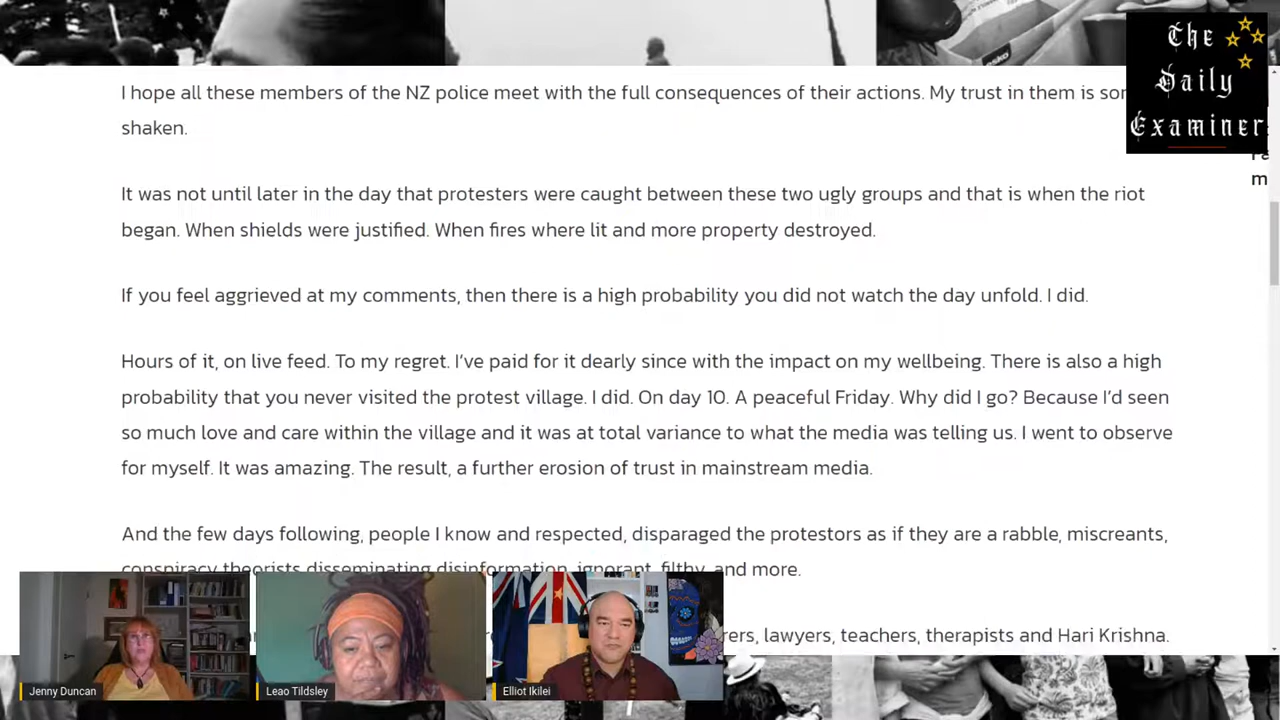 The
Daily
Examiner
I hope all these members of the NZ police meet with the full consequences of their actions. My trust in them is
shaken.
m
It was not until later in the day that protesters were caught between these two ugly groups and that is when the riot
began. When shields were justified. When fires where lit and more property destroyed.
If you feel aggrieved at my comments, then there is a high probability you did not watch the day unfold. I did.
Hours of it, on live feed. To my regret. I've paid for it dearly since with the impact on my wellbeing. There is also a high
probability that you never visited the protest village. I did. On day 10. A peaceful Friday. Why did I go? Because I'd seen
so much love and care within the village and it was at total variance to what the media was telling us. I went to observe
for myself. It was amazing. The result, a further erosion of trust in mainstream media.
And the few days following, people I know and respected, disparaged the protestors as if they are a rabble, miscreants,
conspiracy theorists disseminating disinformation, ignorant, filthy, and more.
lawyers, teachers, therapists and Hari Krishna.
Jenny Duncan
Leao Tildsley
Elliot Ikilei